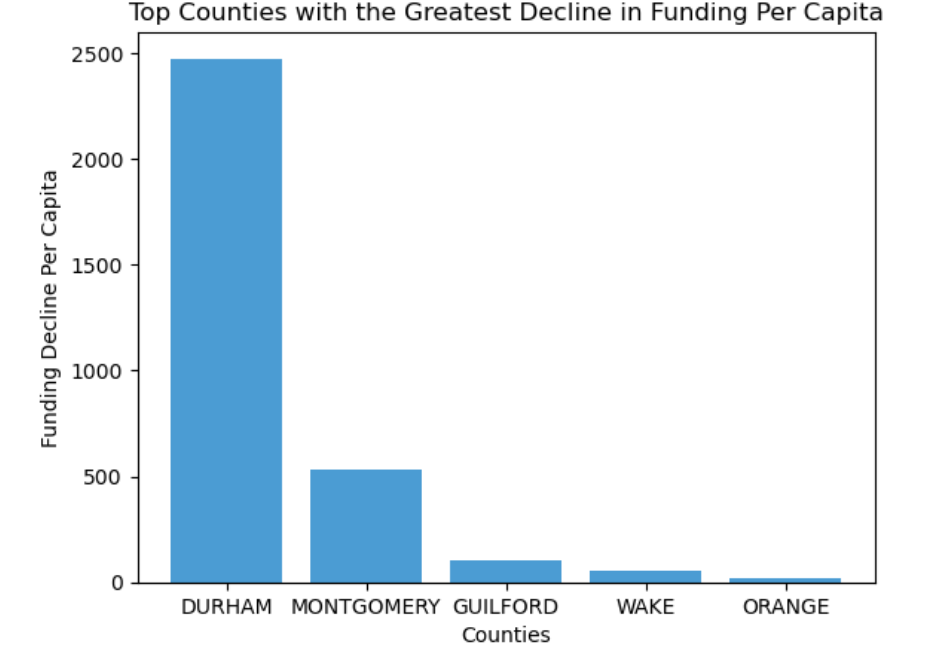 Top Counties with the Greatest Decline in Funding Per Capita
Funding Decline Per Capita
2500
2000
1500
1000
500
0
DURHAM MONTGOMERY GUILFORD WAKE ORANGE
Counties